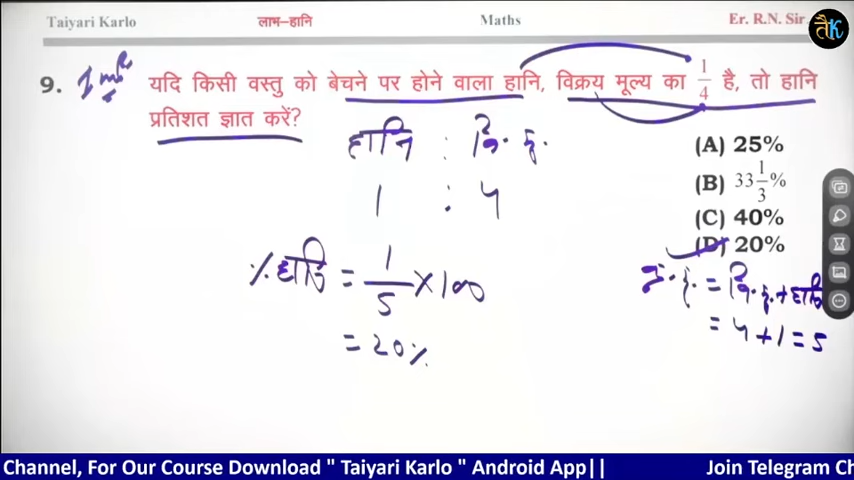 Taiyari Karlo लाभ–हानि Maths Er. R.N. Sir
तैK
9. यदि किसी वस्तु को बेचने पर होने वाला हानि, विक्रय मूल्य का 1/4 है, तो हानि
प्रतिशत ज्ञात करें?
हानि : वि. मू.
1 : 4
(A) 25%
(B) 33 1/3%
(C) 40%
(D) 20%
% हानि = 1/5 × 100
= 20%
क्र. मू. = वि. मू. + हानि
= 4 + 1 = 5
Channel, For Our Course Download " Taiyari Karlo " Android App|| Join Telegram Ch